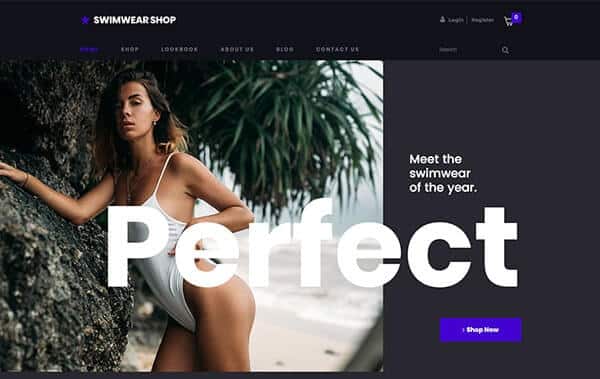 SWIMWEAR SHOP
Login | Register
0
HOME SHOP LOOKBOOK ABOUT US BLOG CONTACT US
Search
Meet the
swimwear
of the year.
Perfect
› Shop Now